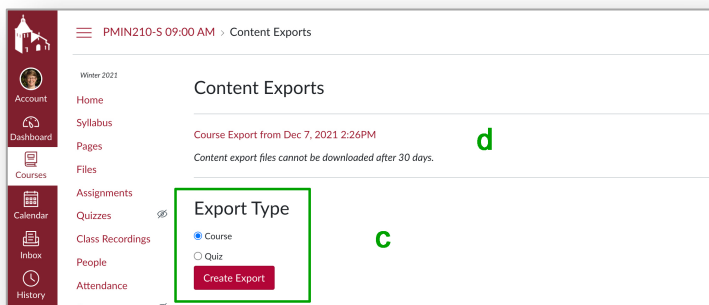 PMIN210-S 09:00 AM > Content Exports
Account
Dashboard
Courses
Calendar
Inbox
History
Winter 2021
Home
Syllabus
Pages
Files
Assignments
Quizzes
Class Recordings
People
Attendance
Content Exports
Course Export from Dec 7, 2021 2:26PM
d
Content export files cannot be downloaded after 30 days.
Export Type
Course
c
Quiz
Create Export